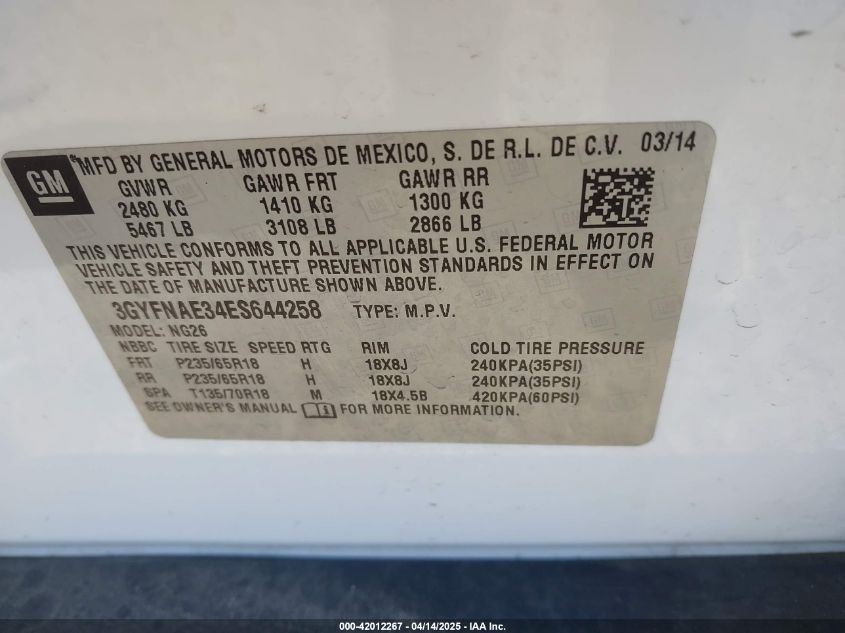 GM
MFD BY GENERAL MOTORS DE MEXICO, S. DE R.L. DE C.V. 03/14
GVWR GAWR FRT GAWR RR
2480 KG 1410 KG 1300 KG
5467 LB 3108 LB 2866 LB
THIS VEHICLE CONFORMS TO ALL APPLICABLE U.S. FEDERAL MOTOR
VEHICLE SAFETY AND THEFT PREVENTION STANDARDS IN EFFECT ON
THE DATE OF MANUFACTURE SHOWN ABOVE.
3GYFNAE34ES644258 TYPE: M.P.V.
MODEL: NG26
NBBC TIRE SIZE SPEED RTG RIM COLD TIRE PRESSURE
FRT P235/65R18 H 18X8J 240KPA(35PSI)
RR P235/65R18 H 18X8J 240KPA(35PSI)
SPA T135/70R18 M 18X4.5B 420KPA(60PSI)
SEE OWNER'S MANUAL FOR MORE INFORMATION.
000-42012267 - 04/14/2025 - IAA Inc.